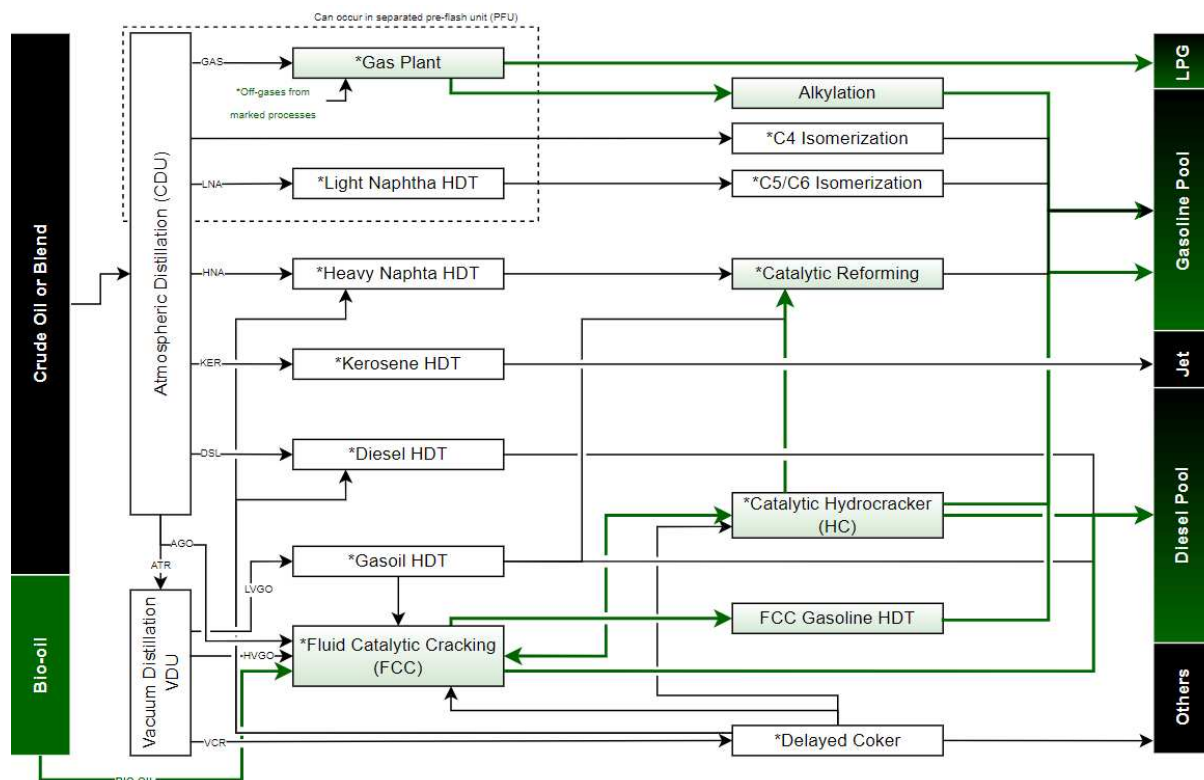 Can occur in separated pre-flash unit (PFU)
Crude Oil or Blend
Bio-oil
Atmospheric Distillation (CDU)
GAS
*Gas Plant
*Off-gases from
marked processes
Alkylation
*C4 Isomerization
LNA
*Light Naphtha HDT
*C5/C6 Isomerization
HNA
*Heavy Naphta HDT
*Catalytic Reforming
KER
*Kerosene HDT
DSL
*Diesel HDT
*Catalytic Hydrocracker
(HC)
AGO
ATR
LVGO
*Gasoil HDT
FCC Gasoline HDT
Vacuum Distillation
VDU
HVGO
*Fluid Catalytic Cracking
(FCC)
VCR
*Delayed Coker
BIO OIL
LPG
Gasoline Pool
Jet
Diesel Pool
Others